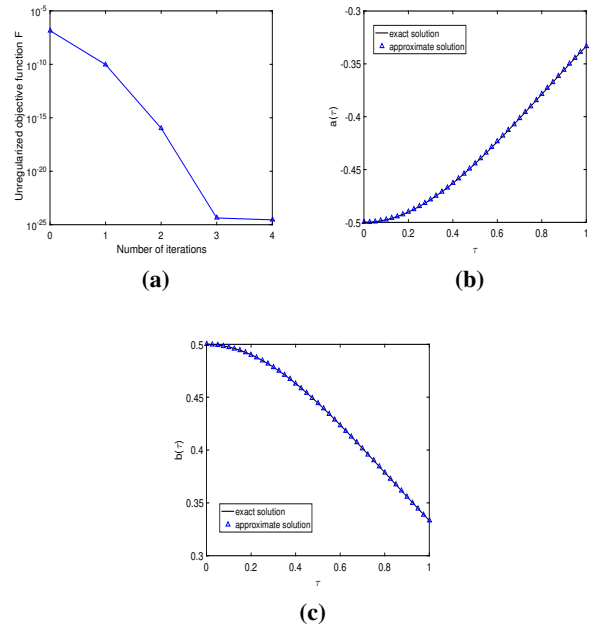 Unregularized objective function F
10^-5
10^-10
10^-15
10^-20
10^-25
0 1 2 3 4
Number of iterations
(a)
a(τ)
-0.3
-0.35
-0.4
-0.45
-0.5
exact solution
approximate solution
0 0.2 0.4 0.6 0.8 1
τ
(b)
b(τ)
0.5
0.45
0.4
0.35
0.3
exact solution
approximate solution
0 0.2 0.4 0.6 0.8 1
τ
(c)